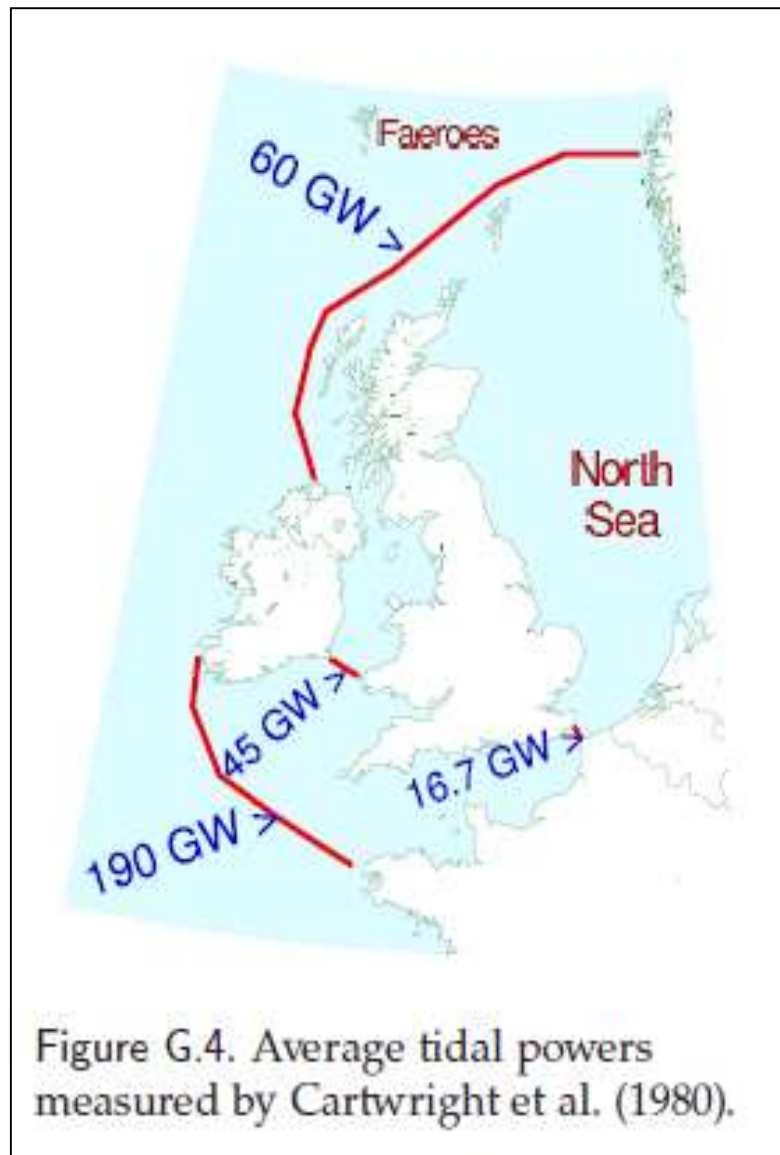 Faeroes
60 GW >
North
Sea
45 GW >
16.7 GW >
190 GW >
Figure G.4. Average tidal powers
measured by Cartwright et al. (1980).